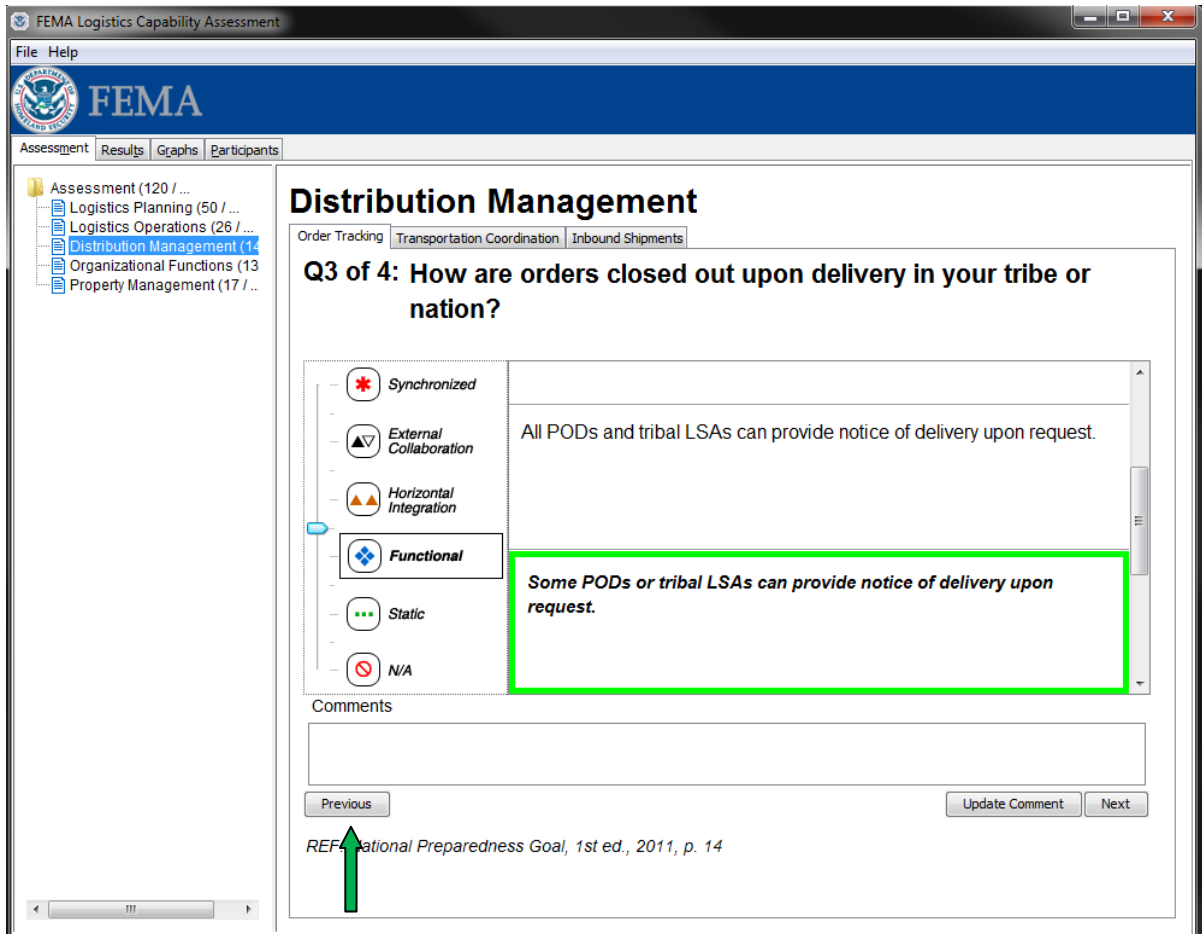 FEMA Logistics Capability Assessment
File Help
FEMA
Assessment Results Graphs Participants
Assessment (120 / ...
Logistics Planning (50 / ...
Logistics Operations (26 / ...
Distribution Management (14
Organizational Functions (13
Property Management (17 / ..
Distribution Management
Order Tracking Transportation Coordination Inbound Shipments
Q3 of 4: How are orders closed out upon delivery in your tribe or
nation?
Synchronized
External
Collaboration
All PODs and tribal LSAs can provide notice of delivery upon request.
Horizontal
Integration
Functional
Some PODs or tribal LSAs can provide notice of delivery upon
request.
Static
N/A
Comments
Previous Update Comment Next
REF: National Preparedness Goal, 1st ed., 2011, p. 14